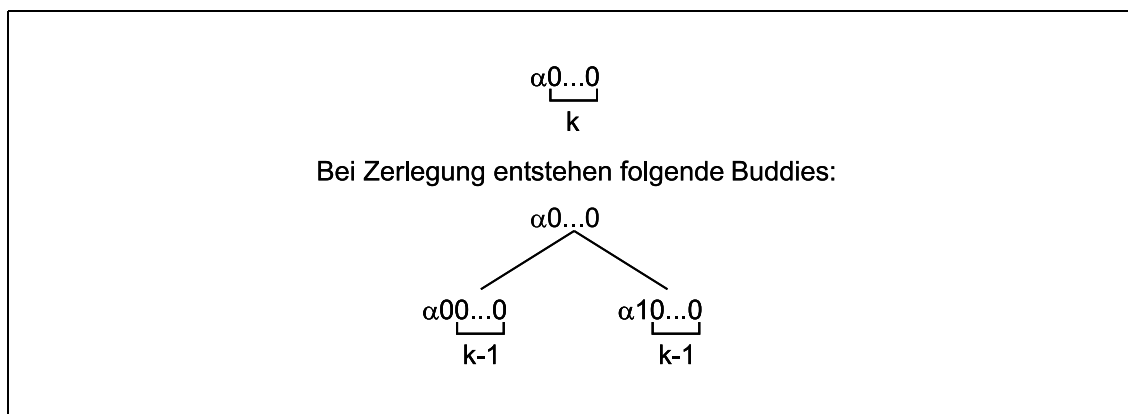 α0...0
k
Bei Zerlegung entstehen folgende Buddies:
α0...0
α00...0 α10...0
k-1 k-1